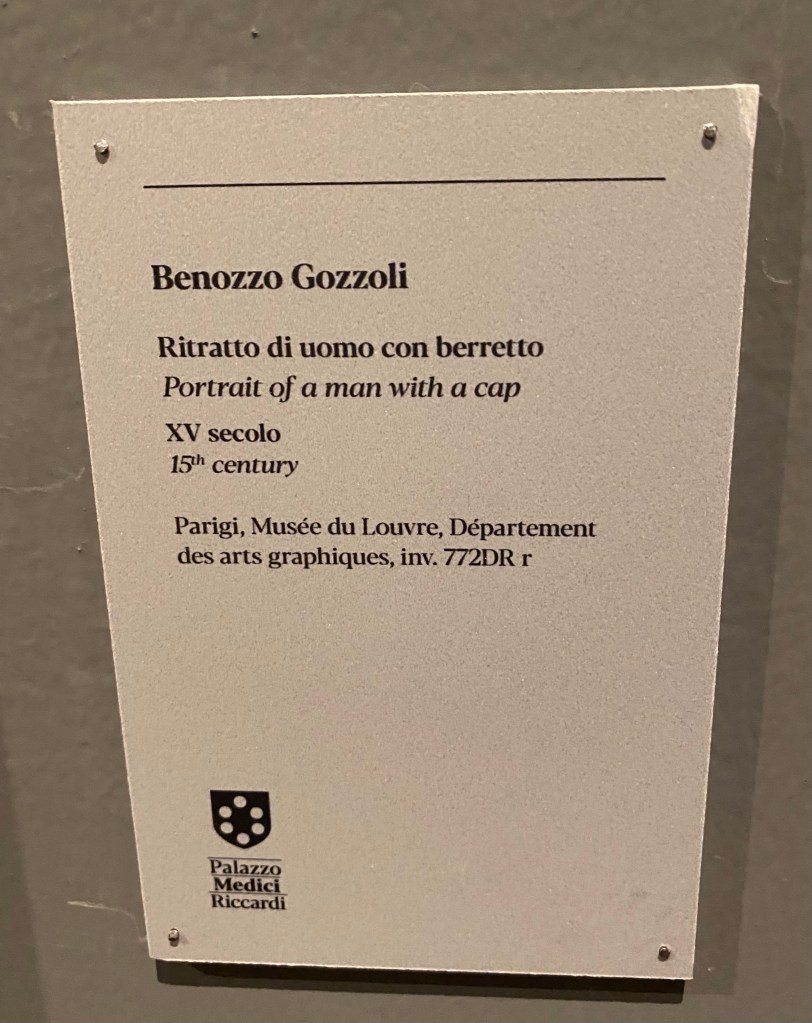 Benozzo Gozzoli
Ritratto di uomo con berretto
Portrait of a man with a cap
XV secolo
15th century
Parigi, Musée du Louvre, Département
des arts graphiques, inv. 772DR r
Palazzo
Medici
Riccardi